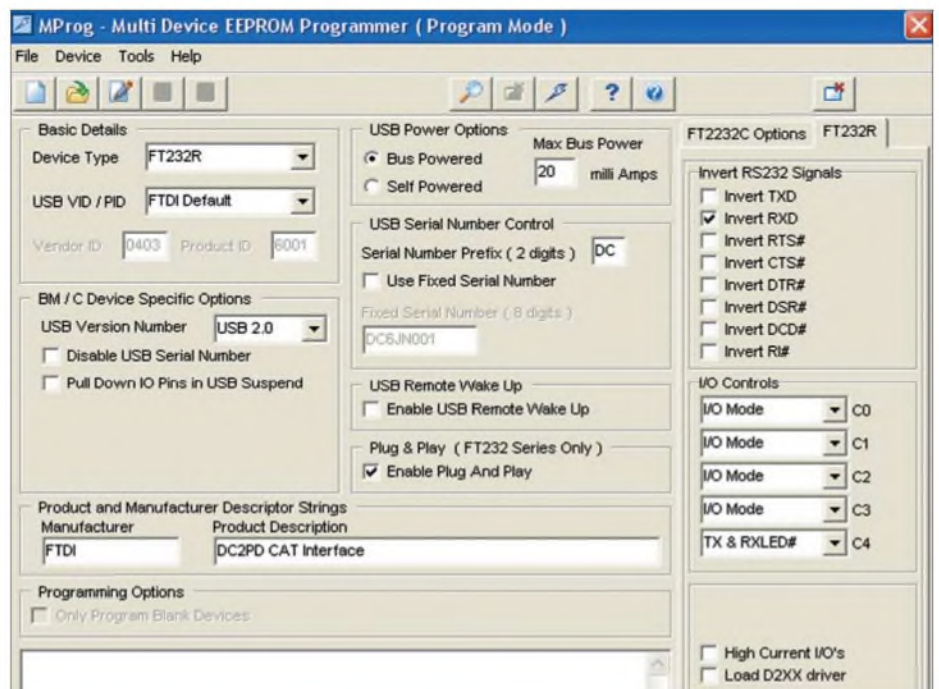 MProg - Multi Device EEPROM Programmer ( Program Mode )
File Device Tools Help
Basic Details
Device Type FT232R
USB VID / PID FTDI Default
Vendor ID 0403 Product ID 6001
BM / C Device Specific Options
USB Version Number USB 2.0
Disable USB Serial Number
Pull Down IO Pins in USB Suspend
USB Power Options
Bus Powered
Self Powered
Max Bus Power
20 milli Amps
USB Serial Number Control
Serial Number Prefix ( 2 digits ) DC
Use Fixed Serial Number
Fixed Serial Number ( 8 digits )
DC6JN001
USB Remote Wake Up
Enable USB Remote Wake Up
Plug & Play ( FT232 Series Only )
Enable Plug And Play
Product and Manufacturer Descriptor Strings
Manufacturer Product Description
FTDI DC2PD CAT Interface
Programming Options
Only Program Blank Devices
FT2232C Options FT232R
Invert RS232 Signals
Invert TXD
Invert RXD
Invert RTS#
Invert CTS#
Invert DTR#
Invert DSR#
Invert DCD#
Invert RI#
I/O Controls
I/O Mode C0
I/O Mode C1
I/O Mode C2
I/O Mode C3
TX & RXLED# C4
High Current I/O's
Load D2XX driver